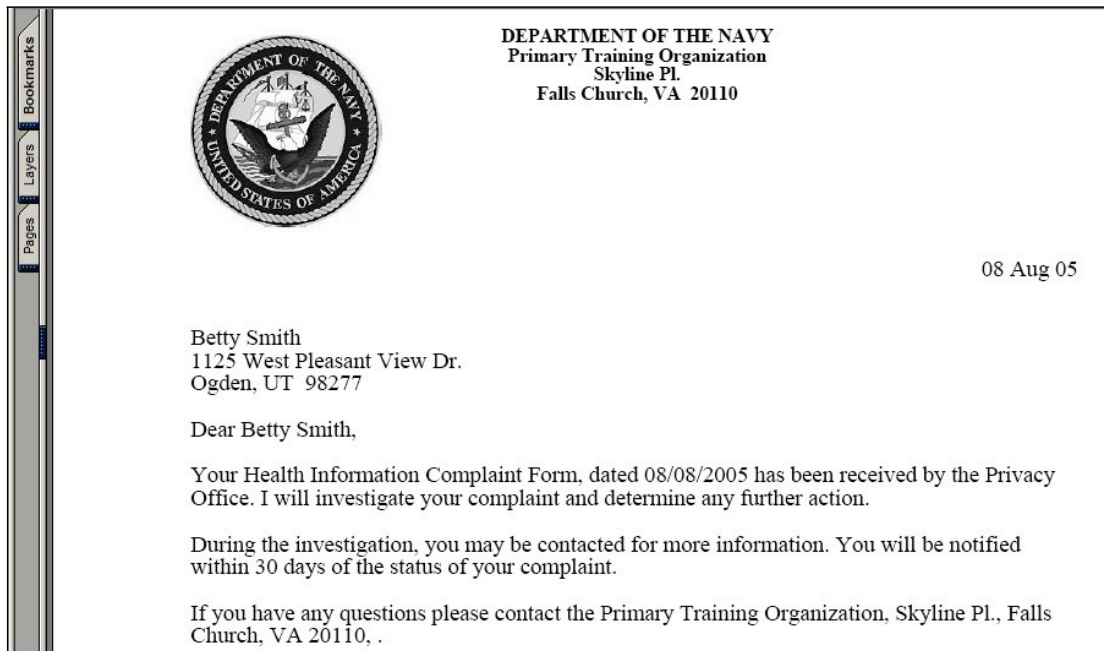 Bookmarks
Layers
Pages
DEPARTMENT OF THE NAVY
UNITED STATES OF AMERICA
DEPARTMENT OF THE NAVY
Primary Training Organization
Skyline Pl.
Falls Church, VA  20110
08 Aug 05
Betty Smith
1125 West Pleasant View Dr.
Ogden, UT  98277
Dear Betty Smith,
Your Health Information Complaint Form, dated 08/08/2005 has been received by the Privacy
Office. I will investigate your complaint and determine any further action.
During the investigation, you may be contacted for more information. You will be notified
within 30 days of the status of your complaint.
If you have any questions please contact the Primary Training Organization, Skyline Pl., Falls
Church, VA 20110, .